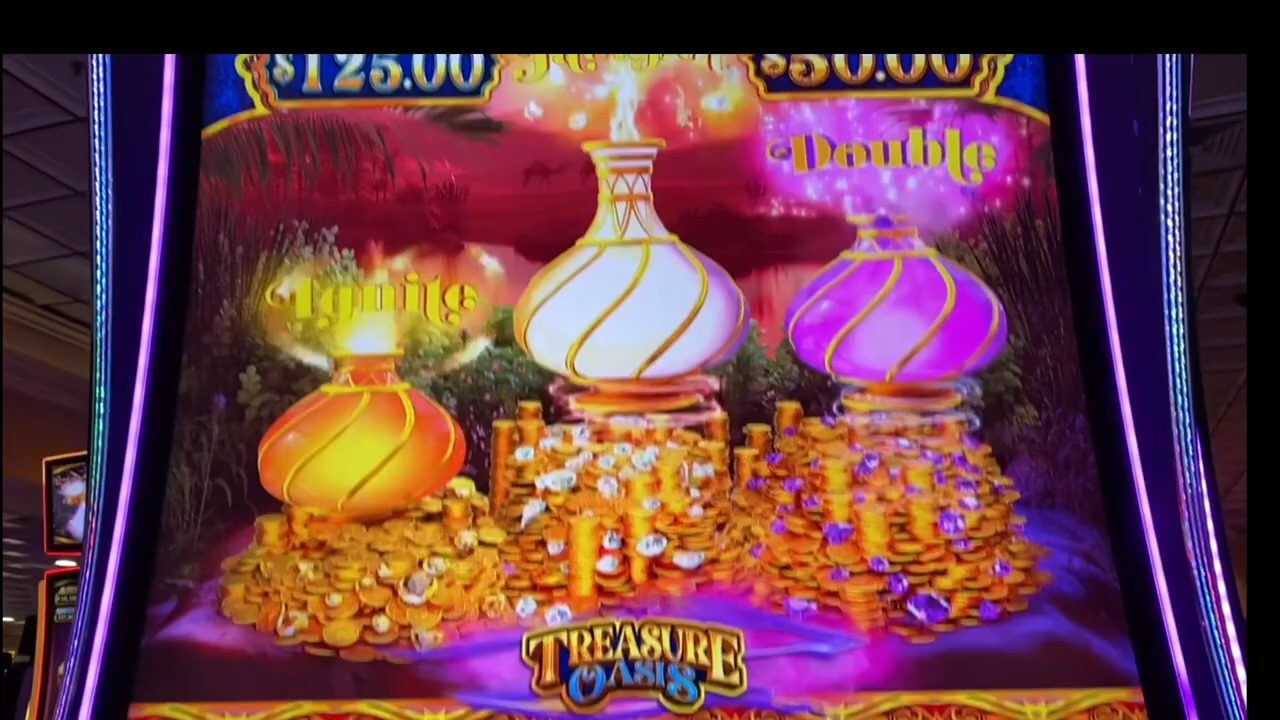 $125.00
$50.00
Double
Ignite
TREASURE
OASIS